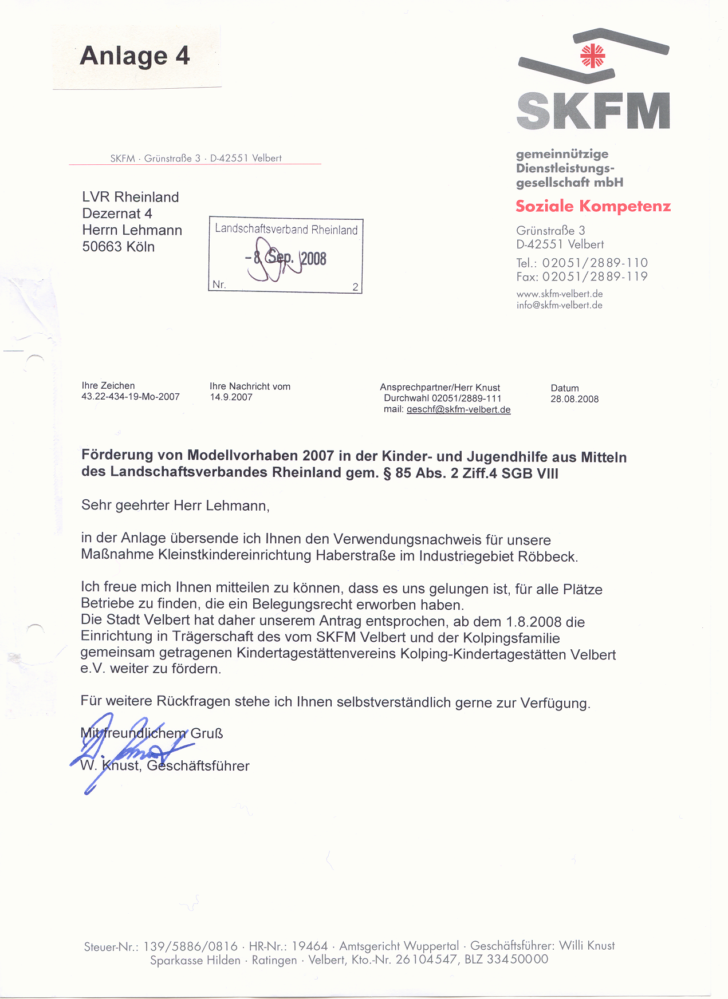 Anlage 4
SKFM
gemeinnützige
Dienstleistungs-
gesellschaft mbH
Soziale Kompetenz
Grünstraße 3
D-42551 Velbert
Tel.: 02051/2889-110
Fax: 02051/2889-119
www.skfm-velbert.de
info@skfm-velbert.de
SKFM · Grünstraße 3 · D-42551 Velbert
LVR Rheinland
Dezernat 4
Herrn Lehmann
50663 Köln
Landschaftsverband Rheinland
-8. Sep. 2008
Nr. 2
Ihre Zeichen
43.22-434-19-Mo-2007
Ihre Nachricht vom
14.9.2007
Ansprechpartner/Herr Knust
Durchwahl 02051/2889-111
mail: geschf@skfm-velbert.de
Datum
28.08.2008
Förderung von Modellvorhaben 2007 in der Kinder- und Jugendhilfe aus Mitteln
des Landschaftsverbandes Rheinland gem. § 85 Abs. 2 Ziff.4 SGB VIII
Sehr geehrter Herr Lehmann,
in der Anlage übersende ich Ihnen den Verwendungsnachweis für unsere
Maßnahme Kleinstkindereinrichtung Haberstraße im Industriegebiet Röbbeck.
Ich freue mich Ihnen mitteilen zu können, dass es uns gelungen ist, für alle Plätze
Betriebe zu finden, die ein Belegungsrecht erworben haben.
Die Stadt Velbert hat daher unserem Antrag entsprochen, ab dem 1.8.2008 die
Einrichtung in Trägerschaft des vom SKFM Velbert und der Kolpingsfamilie
gemeinsam getragenen Kindertagestättenvereins Kolping-Kindertagestätten Velbert
e.V. weiter zu fördern.
Für weitere Rückfragen stehe ich Ihnen selbstverständlich gerne zur Verfügung.
Mit freundlichem Gruß
W. Knust
W. Knust, Geschäftsführer
Steuer-Nr.: 139/5886/0816 · HR-Nr.: 19464 · Amtsgericht Wuppertal · Geschäftsführer: Willi Knust
Sparkasse Hilden · Ratingen · Velbert, Kto.-Nr. 26104547, BLZ 33450000